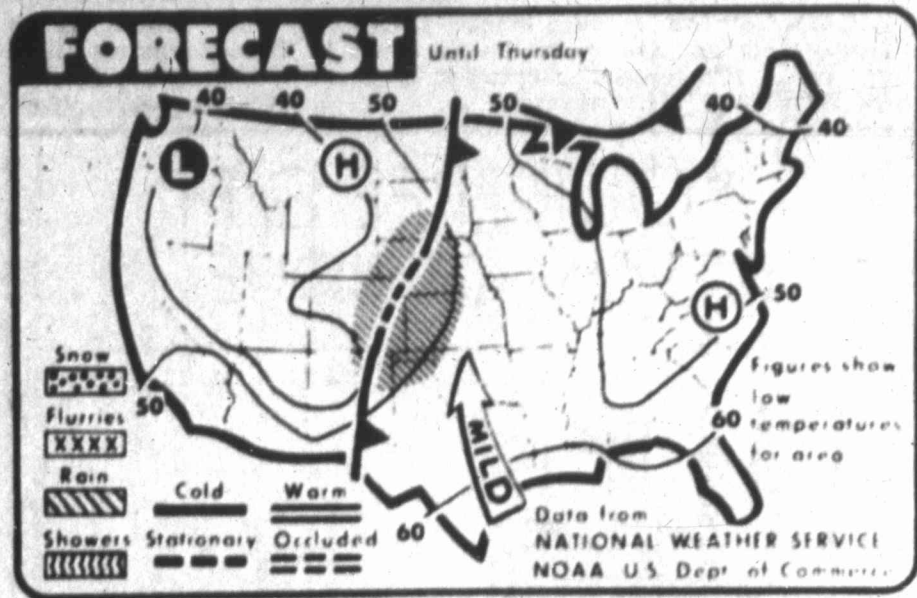 FORECAST
Until Thursday
40 40 50 50 40
40
L H
H
50
Figures show
low
temperatures
for area
60
50
Snow
Flurries
XXXX
Rain
Showers
Cold Warm
Stationary Occluded
MILD
60
Data from
NATIONAL WEATHER SERVICE
NOAA U.S. Dept of Commerce